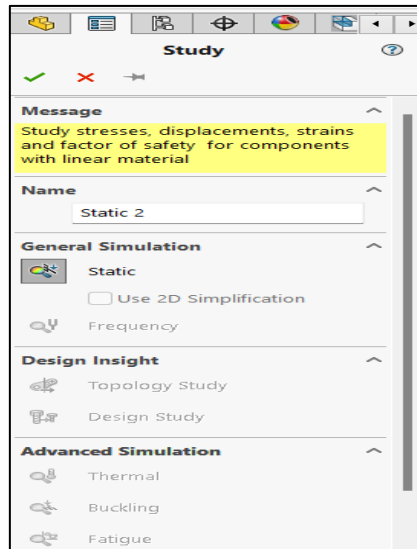 Study
Message
Study stresses, displacements, strains
and factor of safety for components
with linear material
Name
Static 2
General Simulation
Static
Use 2D Simplification
Frequency
Design Insight
Topology Study
Design Study
Advanced Simulation
Thermal
Buckling
Fatigue